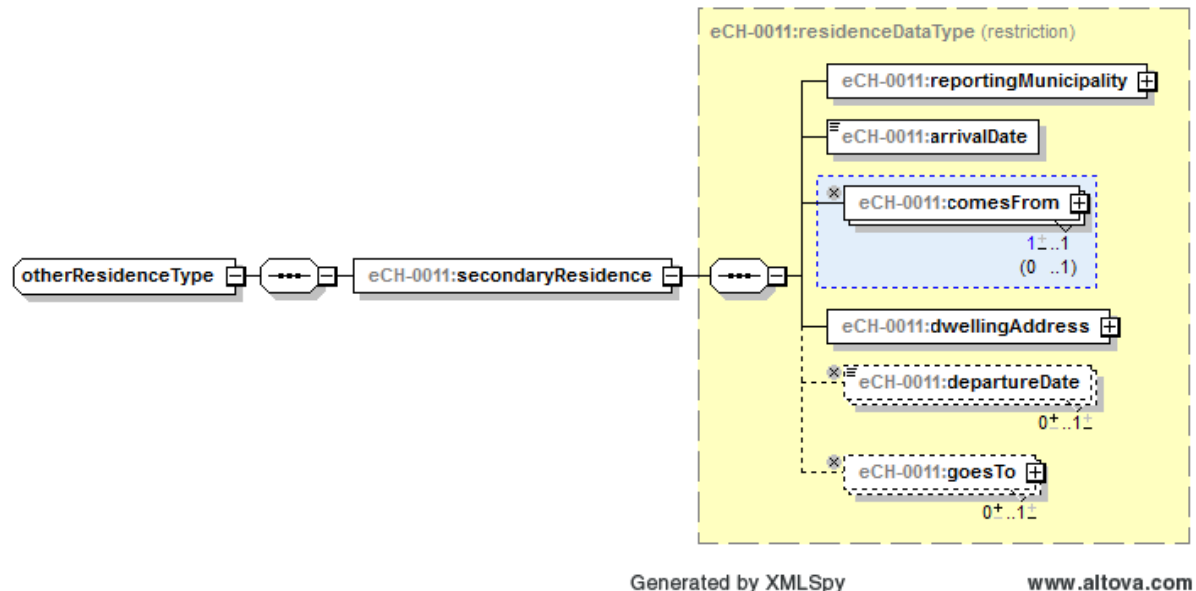 eCH-0011:residenceDataType (restriction)
eCH-0011:reportingMunicipality
eCH-0011:arrivalDate
eCH-0011:comesFrom
1±..1
(0 ..1)
otherResidenceType
eCH-0011:secondaryResidence
eCH-0011:dwellingAddress
eCH-0011:departureDate
0±..1±
eCH-0011:goesTo
0±..1±
Generated by XMLSpy www.altova.com